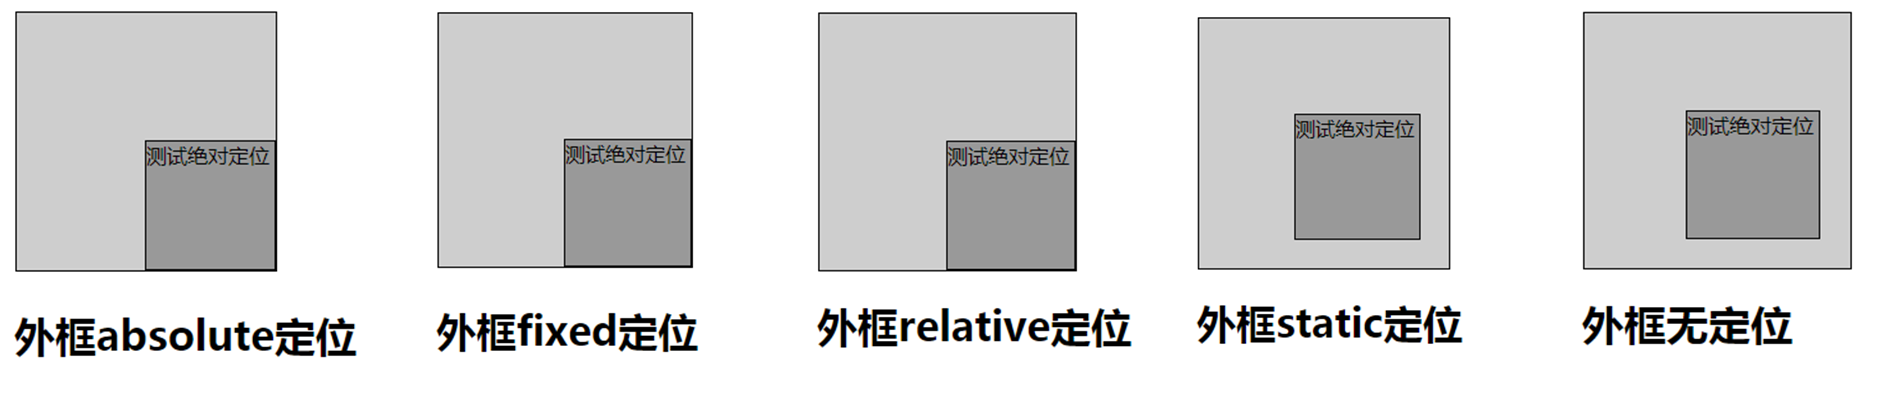 测试绝对定位
测试绝对定位
测试绝对定位
测试绝对定位
测试绝对定位
外框absolute定位
外框fixed定位
外框relative定位
外框static定位
外框无定位